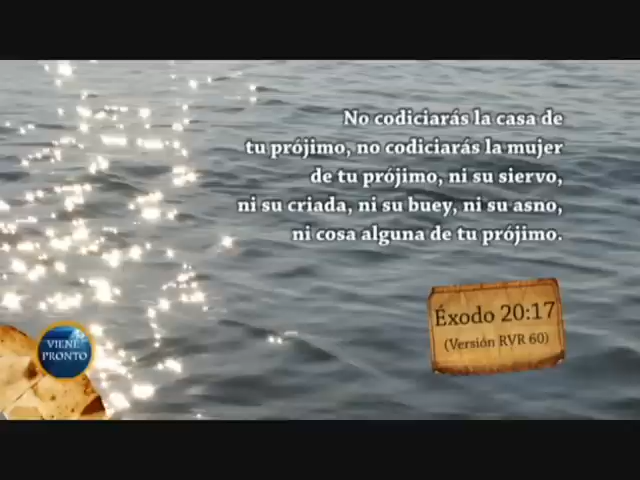 No codiciarás la casa de
tu prójimo, no codiciarás la mujer
de tu prójimo, ni su siervo,
ni su criada, ni su buey, ni su asno,
ni cosa alguna de tu prójimo.
Éxodo 20:17
(Versión RVR 60)
VIENE
PRONTO